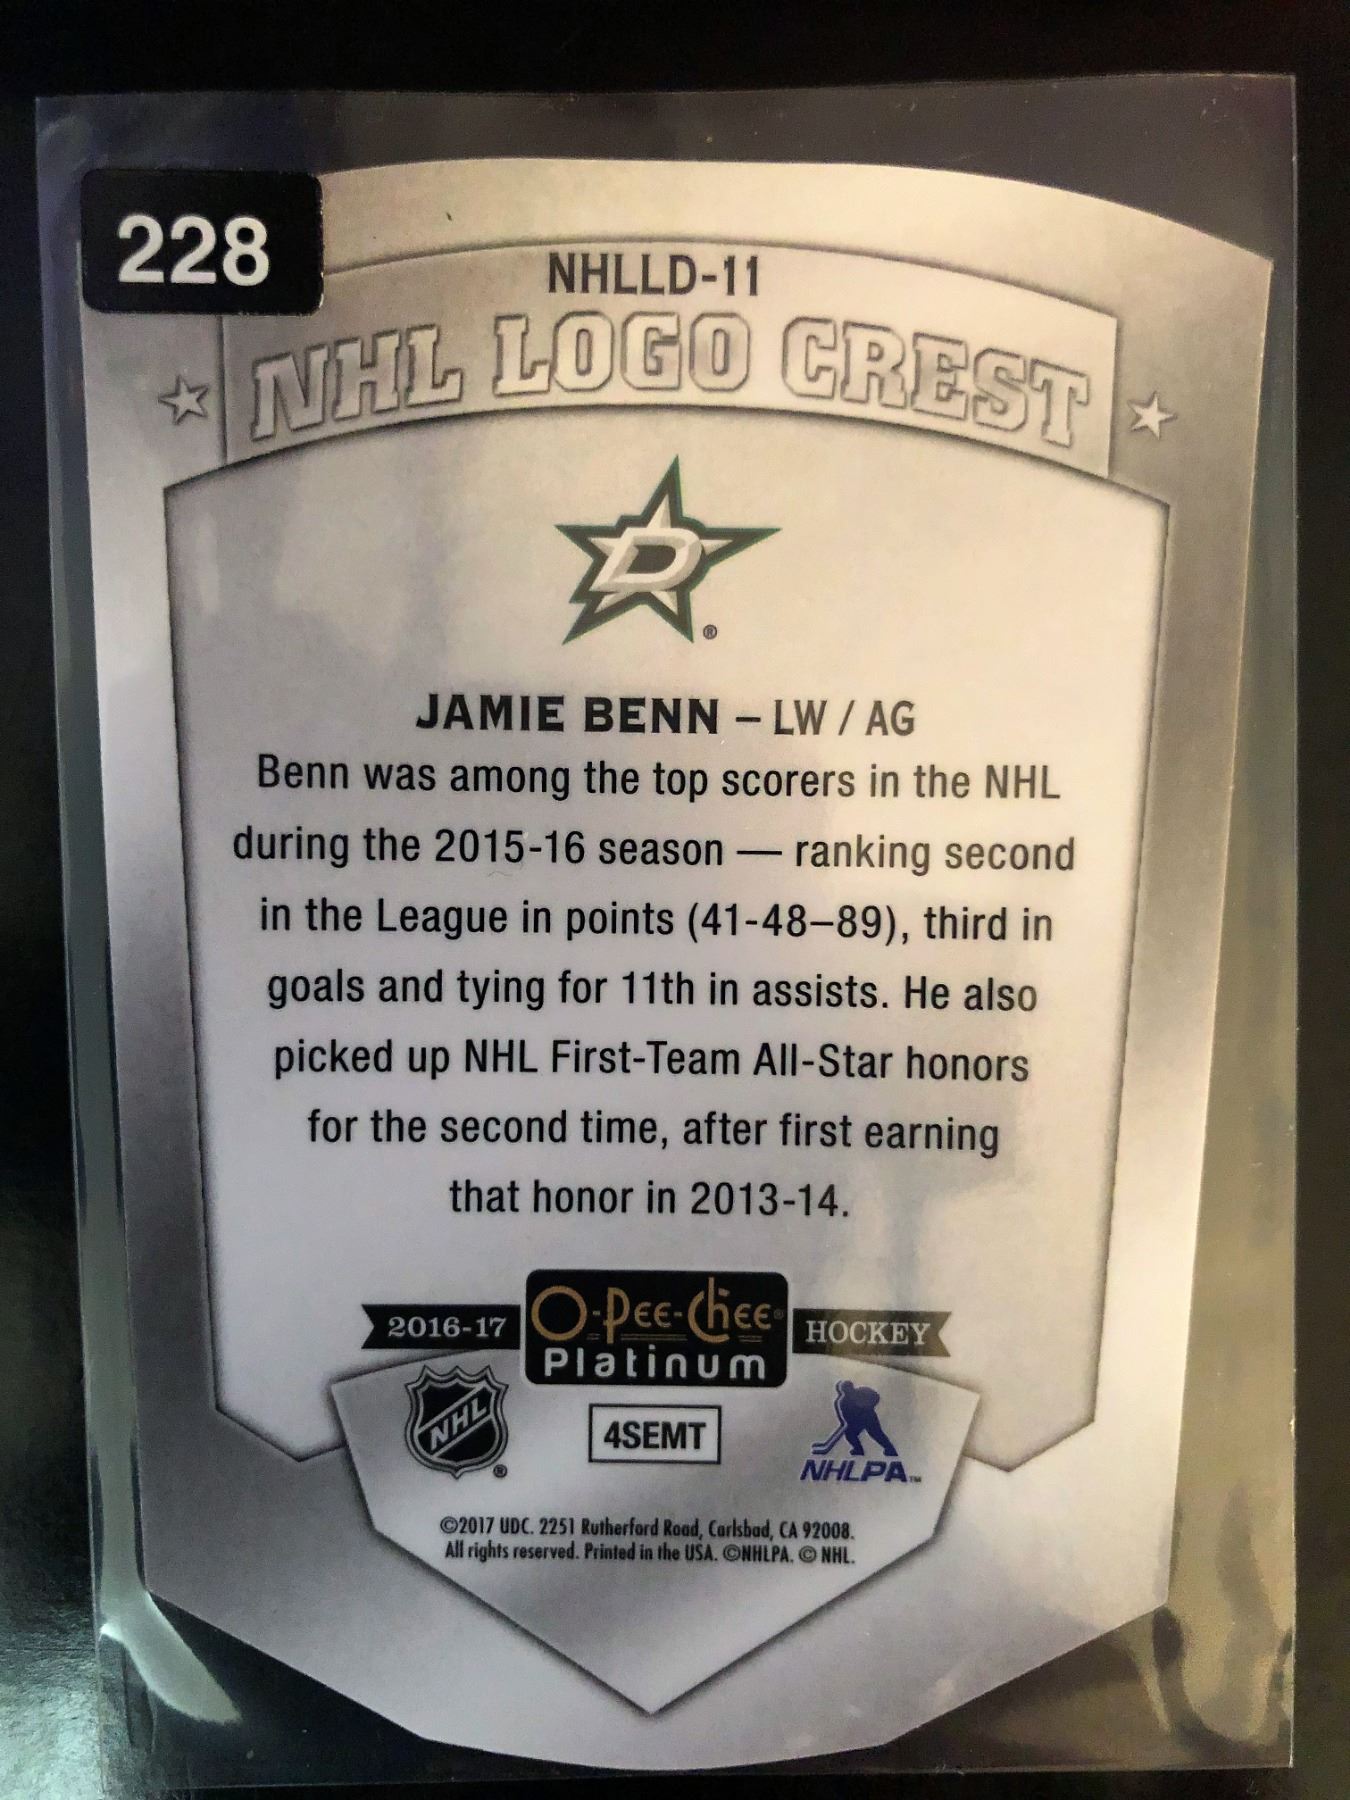 228
NHLLD-11
NHL LOGO CREST
D
®
JAMIE BENN – LW / AG
Benn was among the top scorers in the NHL
during the 2015-16 season — ranking second
in the League in points (41-48–89), third in
goals and tying for 11th in assists. He also
picked up NHL First-Team All-Star honors
for the second time, after first earning
that honor in 2013-14.
2016-17 O-Pee-Chee® HOCKEY
Platinum
NHL ®
4SEMT
NHLPA™
©2017 UDC. 2251 Rutherford Road, Carlsbad, CA 92008.
All rights reserved. Printed in the USA. ©NHLPA. © NHL.